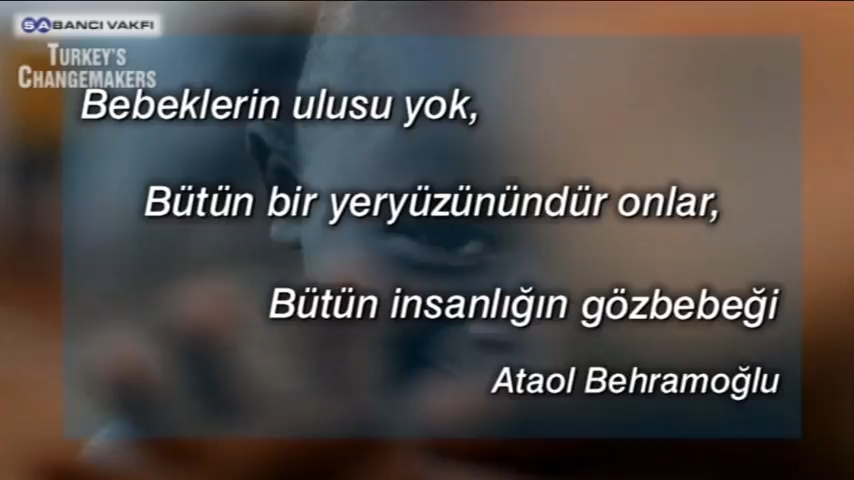 SABANCI VAKFI
TURKEY'S
CHANGEMAKERS
Bebeklerin ulusu yok,
Bütün bir yeryüzünündür onlar,
Bütün insanlığın gözbebeği
Ataol Behramoğlu